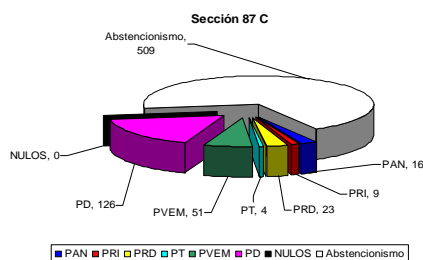 Sección 87 C
Abstencionismo,
509
NULOS, 0
PD, 126
PVEM, 51
PT, 4
PRD, 23
PRI, 9
PAN, 16
PAN PRI PRD PT PVEM PD NULOS Abstencionismo